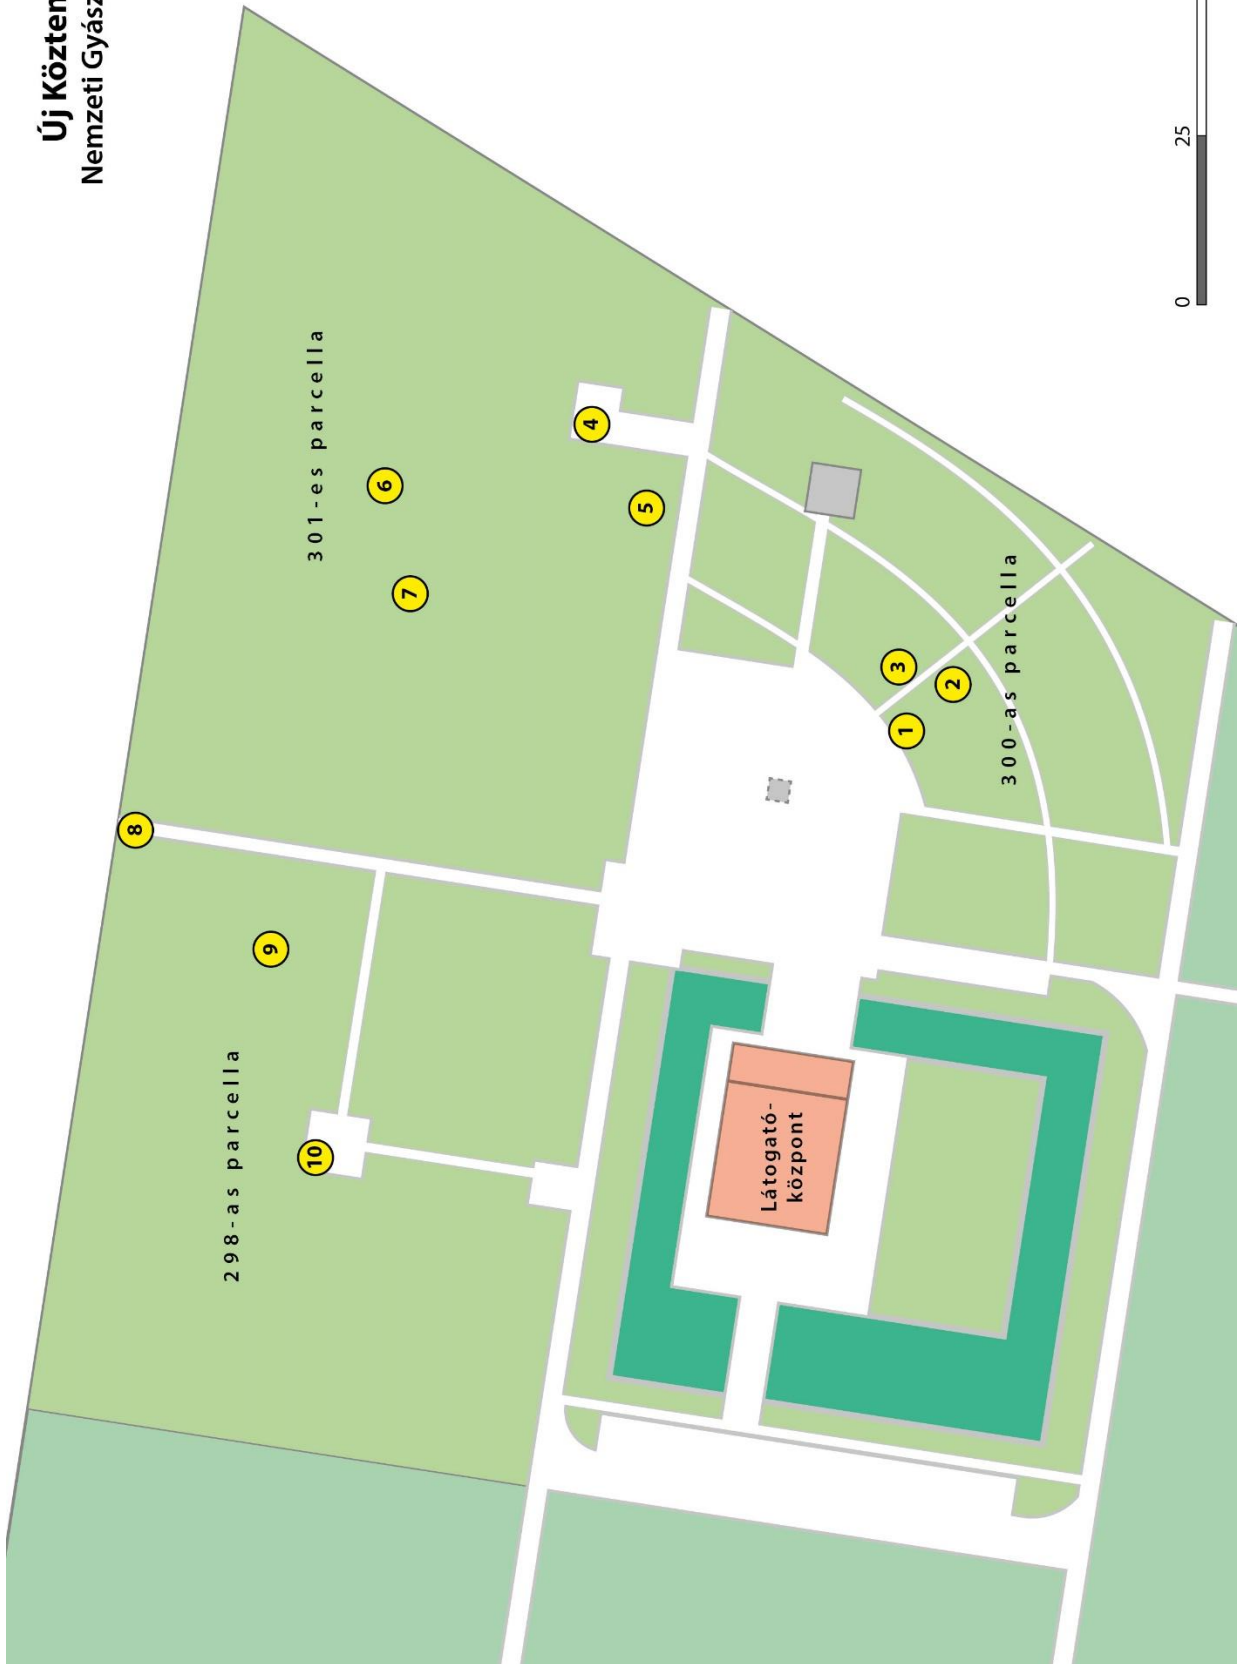 Új Közten
Nemzeti Gyász
301-es parcella
298-as parcella
300-as parcella
Látogató-
központ
1
2
3
4
5
6
7
8
9
10
0
25